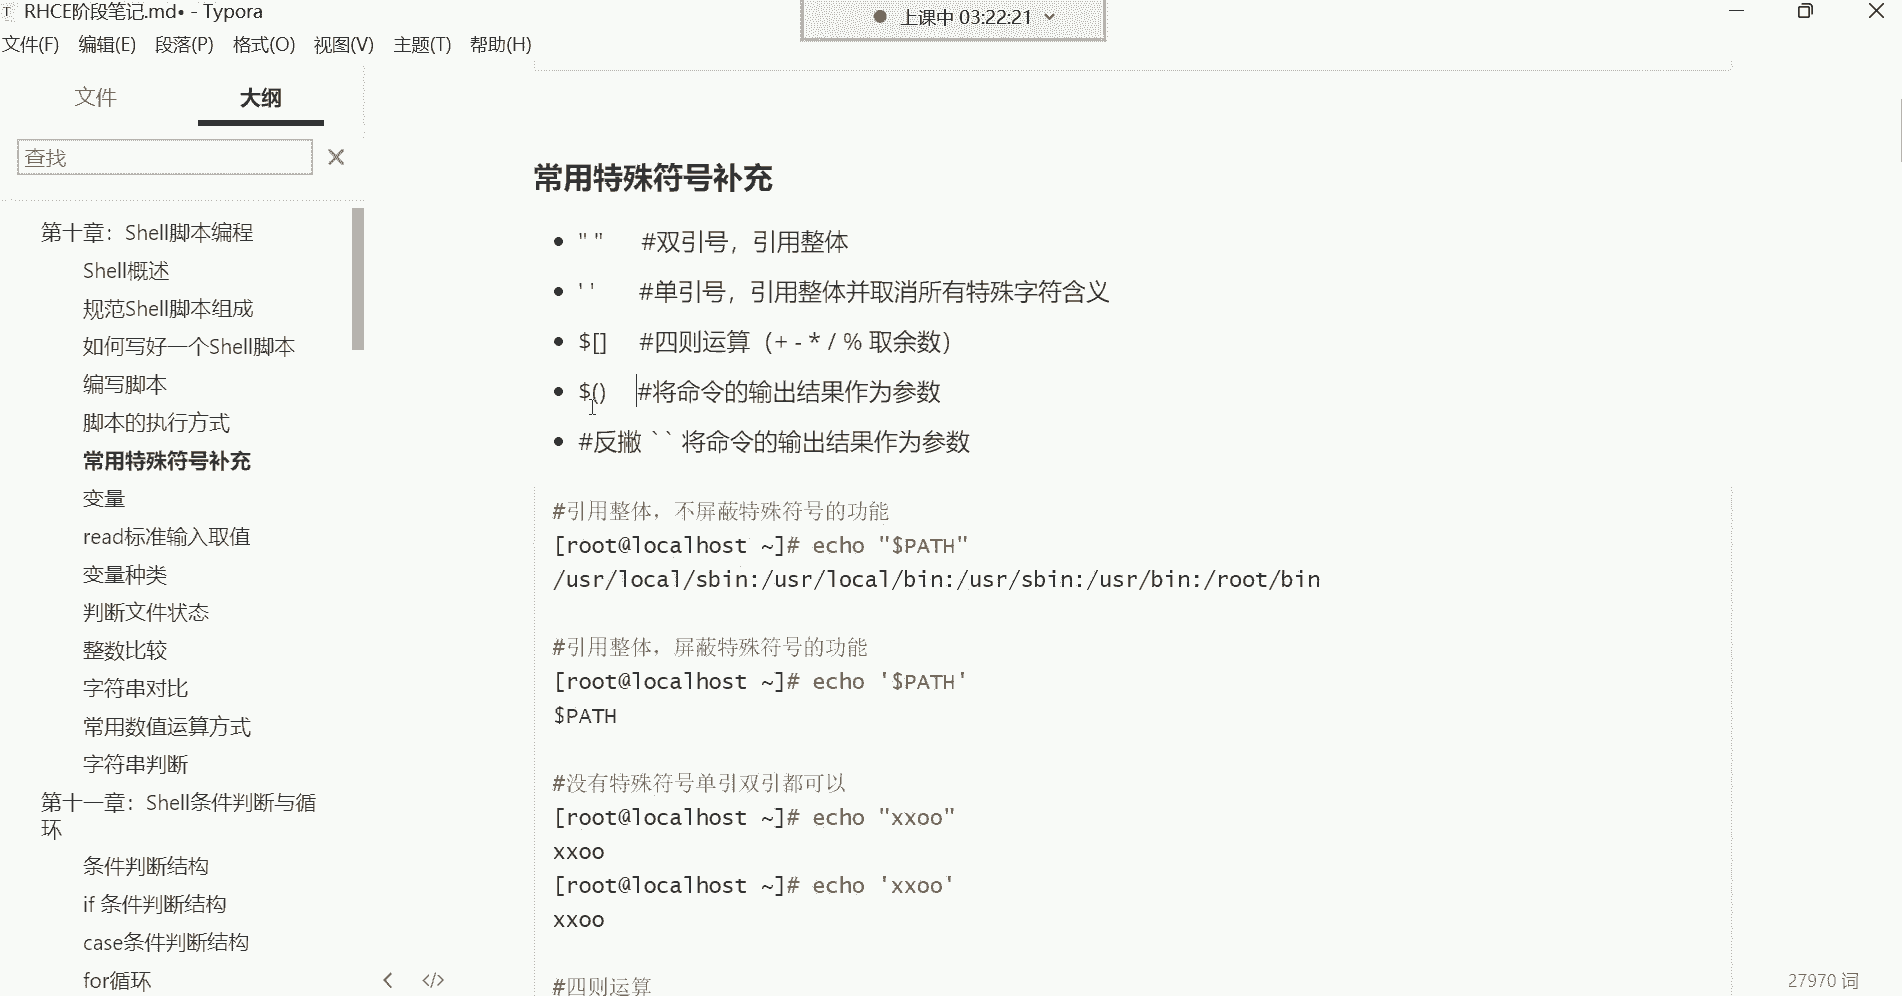 RHCE阶段笔记.md• - Typora
上课中 03:22:21
文件(F) 编辑(E) 段落(P) 格式(O) 视图(V) 主题(T) 帮助(H)
文件 大纲
查找
第十章：Shell脚本编程
Shell概述
规范Shell脚本组成
如何写好一个Shell脚本
编写脚本
脚本的执行方式
常用特殊符号补充
变量
read标准输入取值
变量种类
判断文件状态
整数比较
字符串对比
常用数值运算方式
字符串判断
第十一章：Shell条件判断与循
环
条件判断结构
if 条件判断结构
case条件判断结构
for循环
常用特殊符号补充
• " " #双引号，引用整体
• ' ' #单引号，引用整体并取消所有特殊字符含义
• $[] #四则运算（+ - * / % 取余数）
• $() #将命令的输出结果作为参数
• #反撇 `` 将命令的输出结果作为参数
#引用整体，不屏蔽特殊符号的功能
[root@localhost ~]# echo "$PATH"
/usr/local/sbin:/usr/local/bin:/usr/sbin:/usr/bin:/root/bin
#引用整体，屏蔽特殊符号的功能
[root@localhost ~]# echo '$PATH'
$PATH
#没有特殊符号单引双引都可以
[root@localhost ~]# echo "xxoo"
xxoo
[root@localhost ~]# echo 'xxoo'
xxoo
#四则运算
27970 词